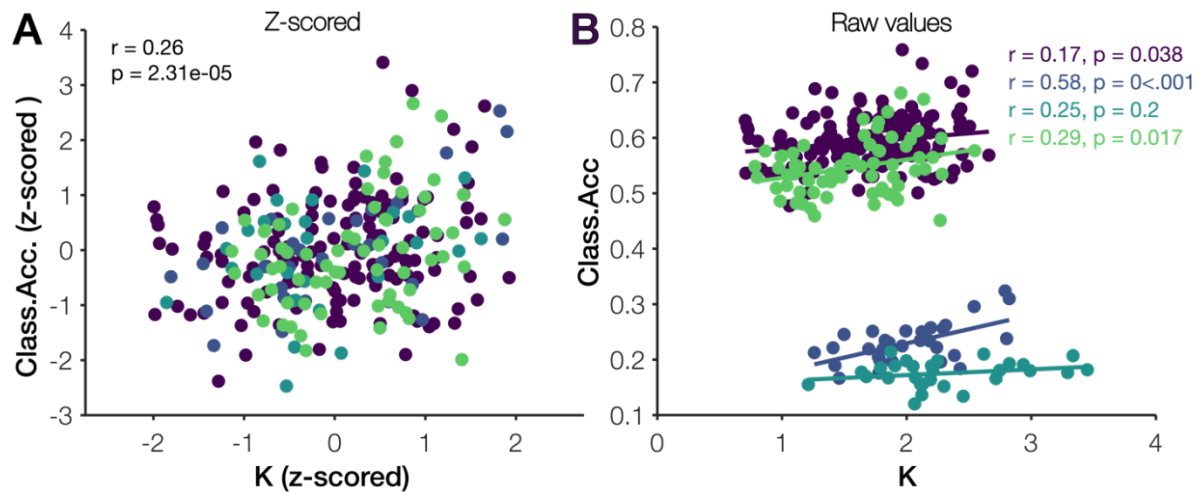 A
Z-scored
r = 0.26
p = 2.31e-05
4
3
2
1
0
-1
-2
-3
Class.Acc. (z-scored )
-2
-1
0
1
2
K (z-scored)
B
Raw values
r = 0.17, p = 0.038
r = 0.58, p = 0<.001
r = 0.25, p = 0.2
r = 0.29, p = 0.017
0.8
0.7
0.6
0.5
0.4
0.3
0.2
0.1
Class.Acc
0
1
2
3
4
K